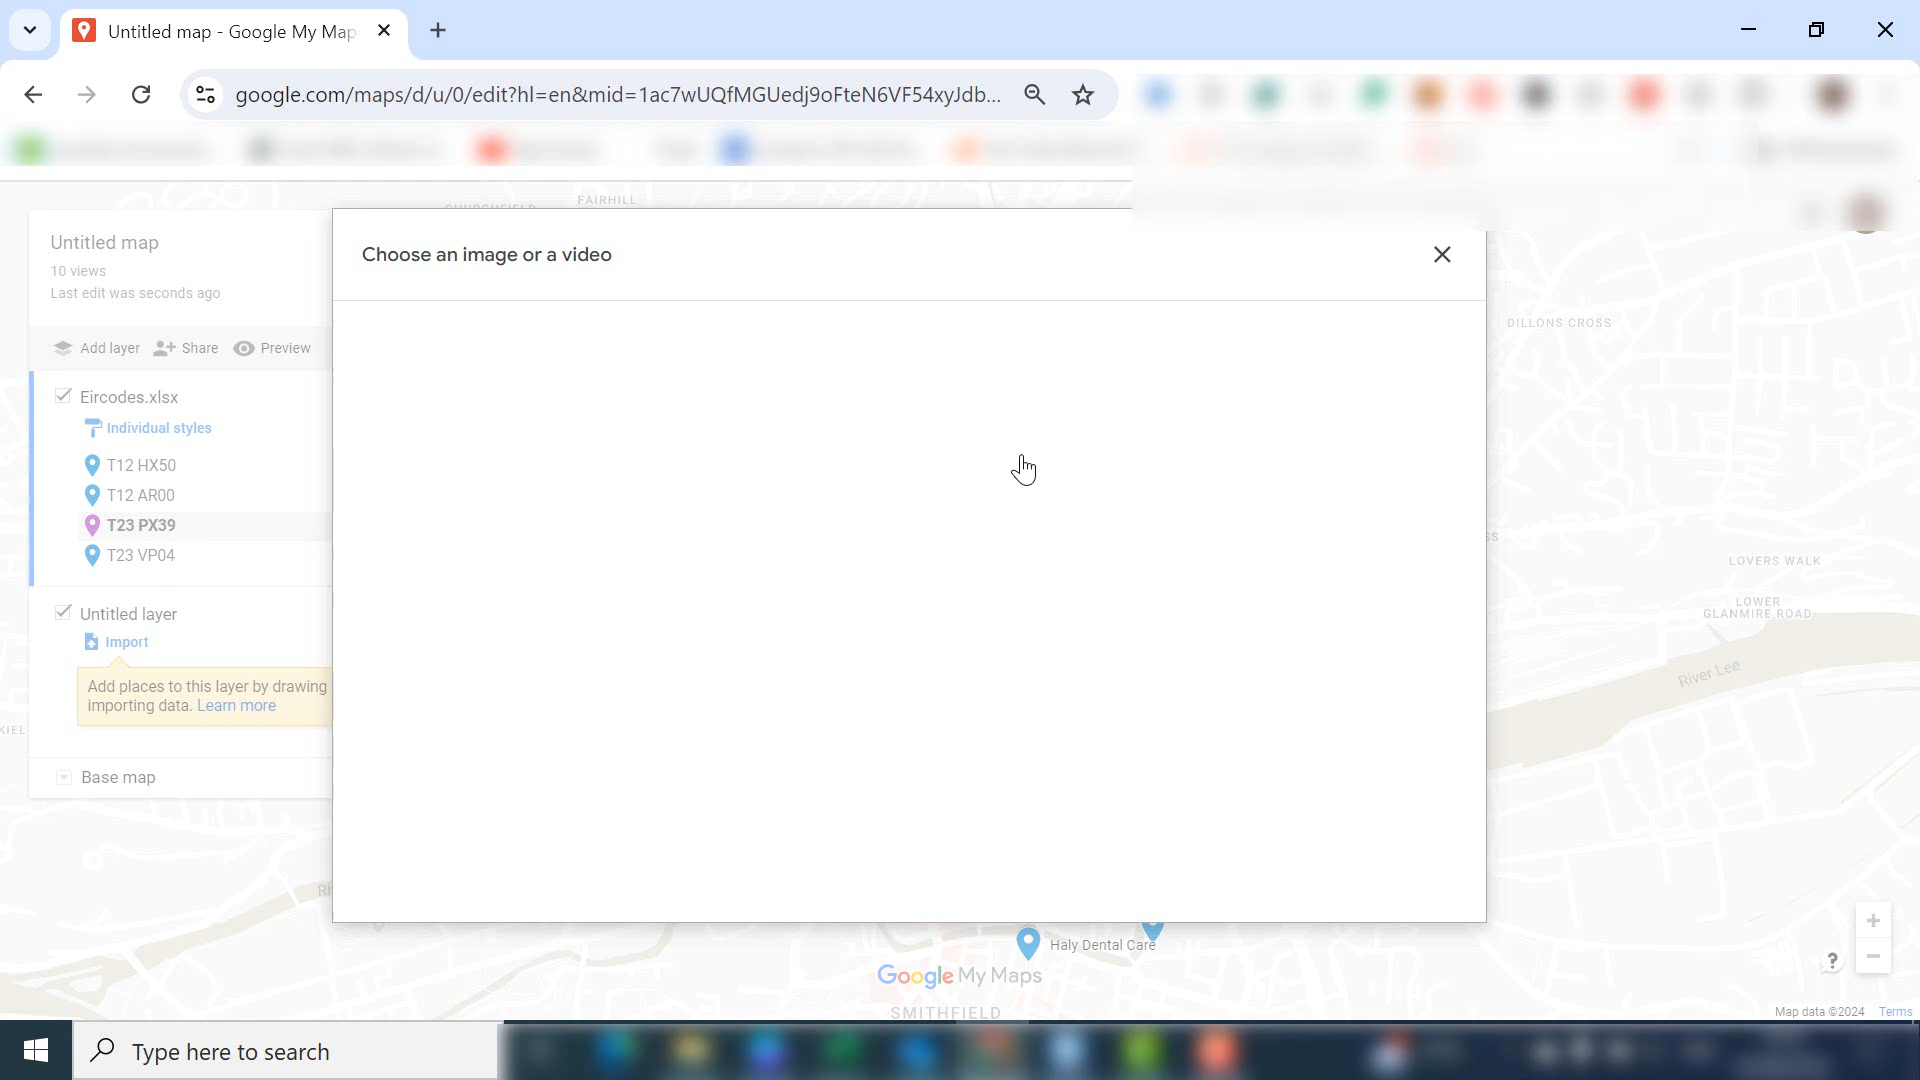 Untitled map - Google My Map
google.com/maps/d/u/0/edit?hl=en&mid=1ac7wUQfMGUedj9oFteN6VF54xyJdb...
FAIRHILL
Untitled map
10 views
Last edit was seconds ago
Add layer
Share
Preview
Eircodes.xlsx
Individual styles
T12 HX50
T12 AR00
T23 PX39
T23 VP04
Untitled layer
Import
Add places to this layer by drawing
importing data. Learn more
Base map
Choose an image or a video
DILLONS CROSS
LOVERS WALK
LOWER
GLANMIRE ROAD
River Lee
Haly Dental Care
Google My Maps
SMITHFIELD
Map data ©2024 Terms
Type here to search